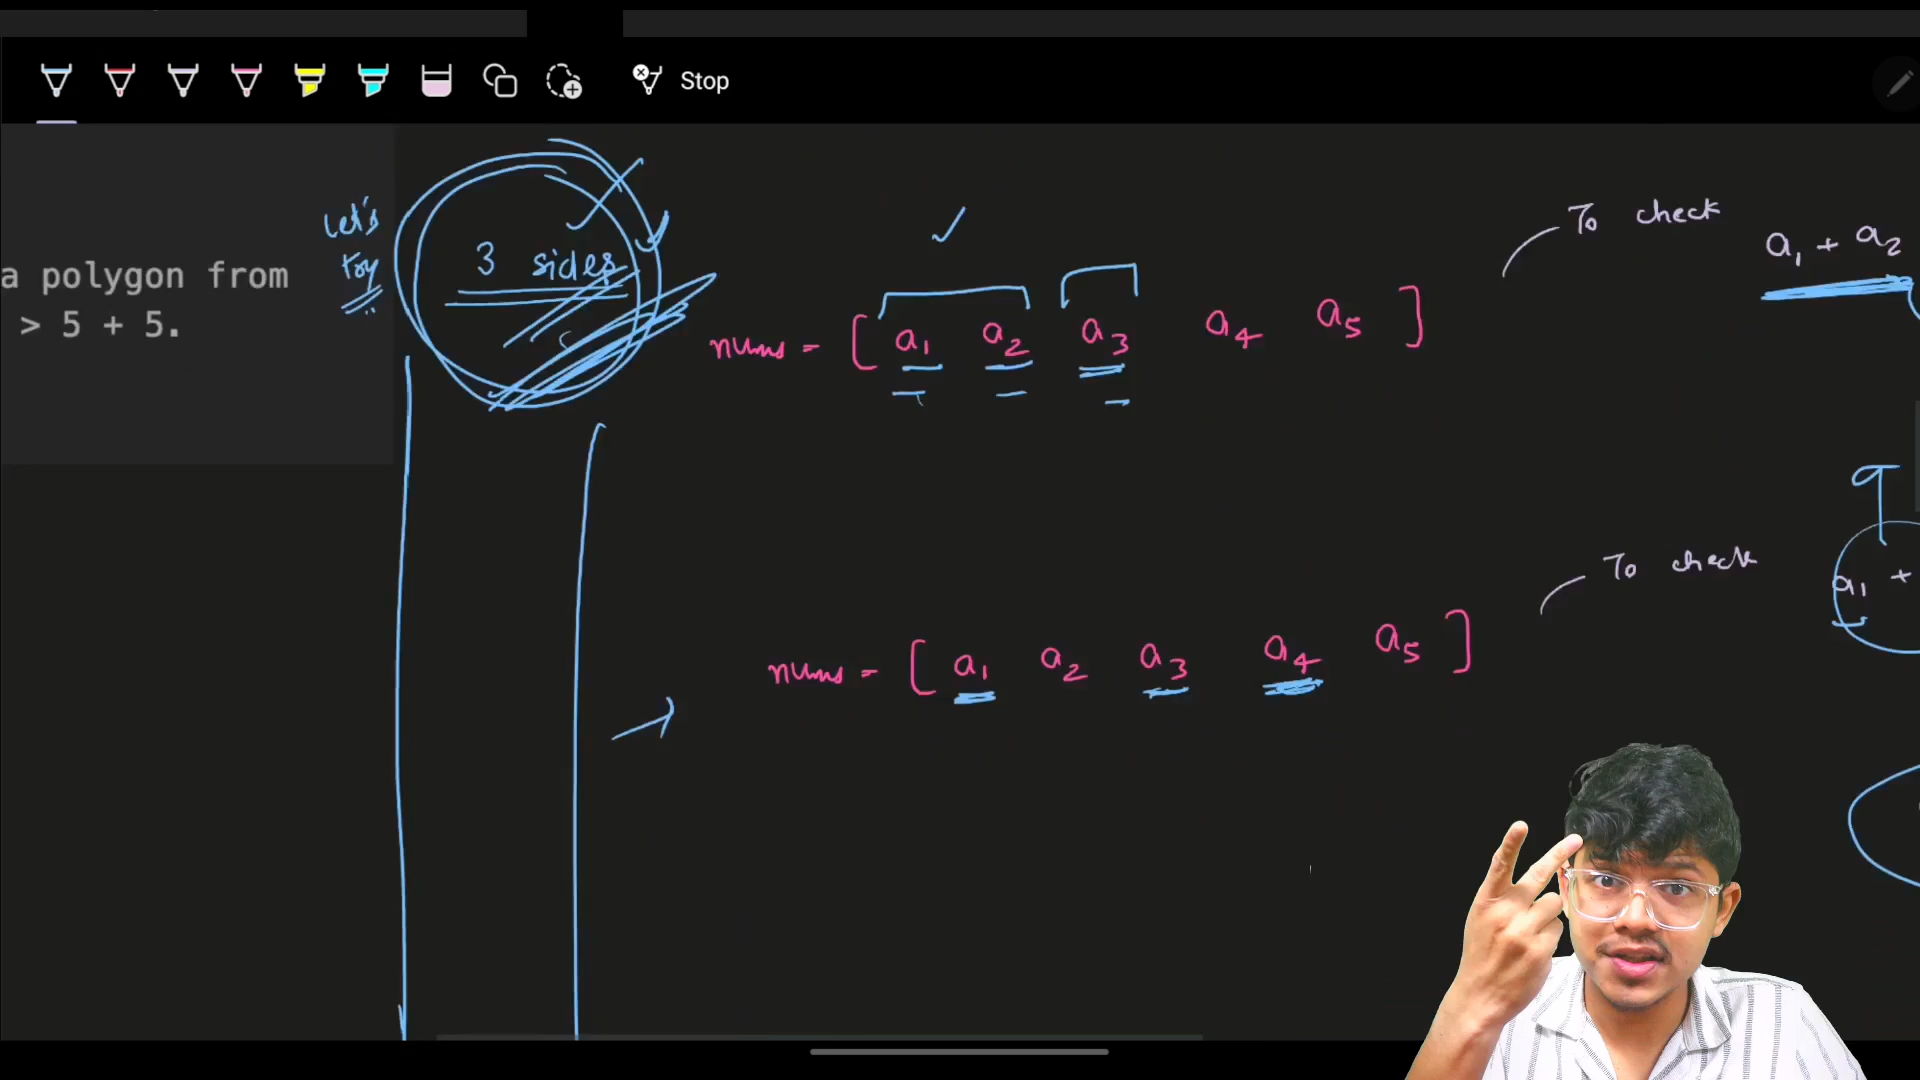 Stop
a polygon from
> 5 + 5.
Let's
try
3 sides
nums = [ a1 a2 a3 a4 a5 ]
To check
a1 + a2
nums = [ a1 a2 a3 a4 a5 ]
To check
a1 +